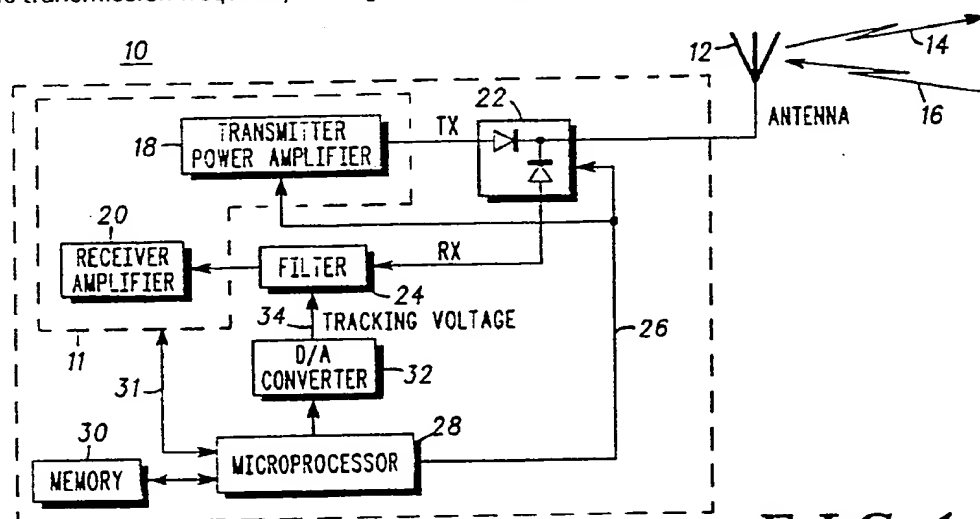 10
12
14
16
ANTENNA
22
TX
18
TRANSMITTER
POWER AMPLIFIER
20
RECEIVER
AMPLIFIER
RX
FILTER
24
34
TRACKING VOLTAGE
26
11
31
D/A
CONVERTER
32
28
30
MEMORY
MICROPROCESSOR